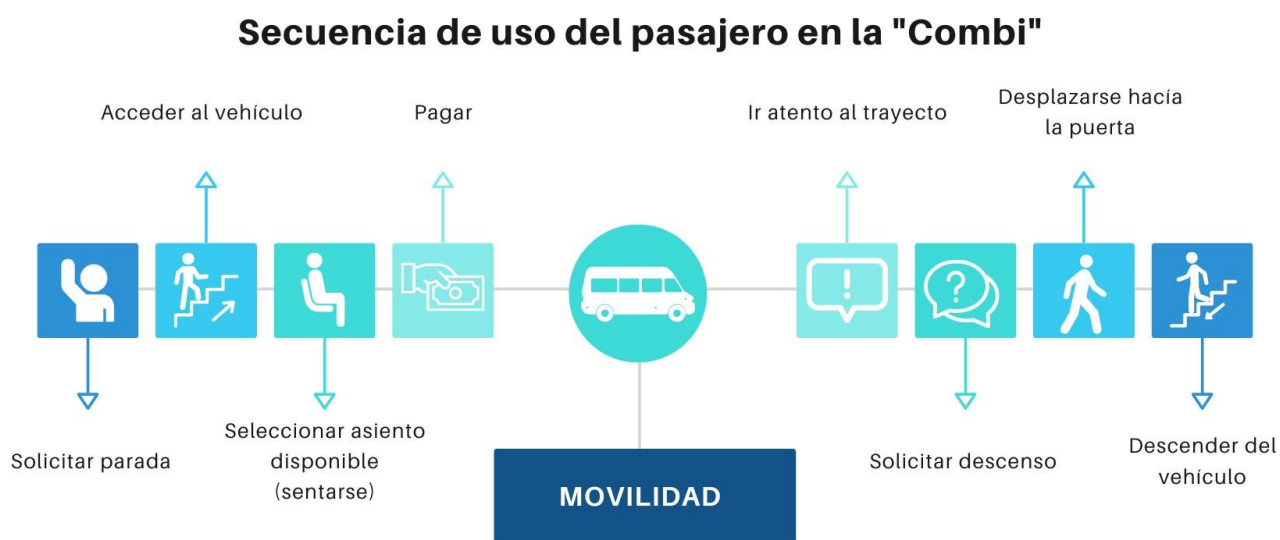 Secuencia de uso del pasajero en la "Combi"
Acceder al vehículo
Pagar
Ir atento al trayecto
Desplazarse hacía
la puerta
!
?
Solicitar parada
Seleccionar asiento
disponible
(sentarse)
MOVILIDAD
Solicitar descenso
Descender del
vehículo